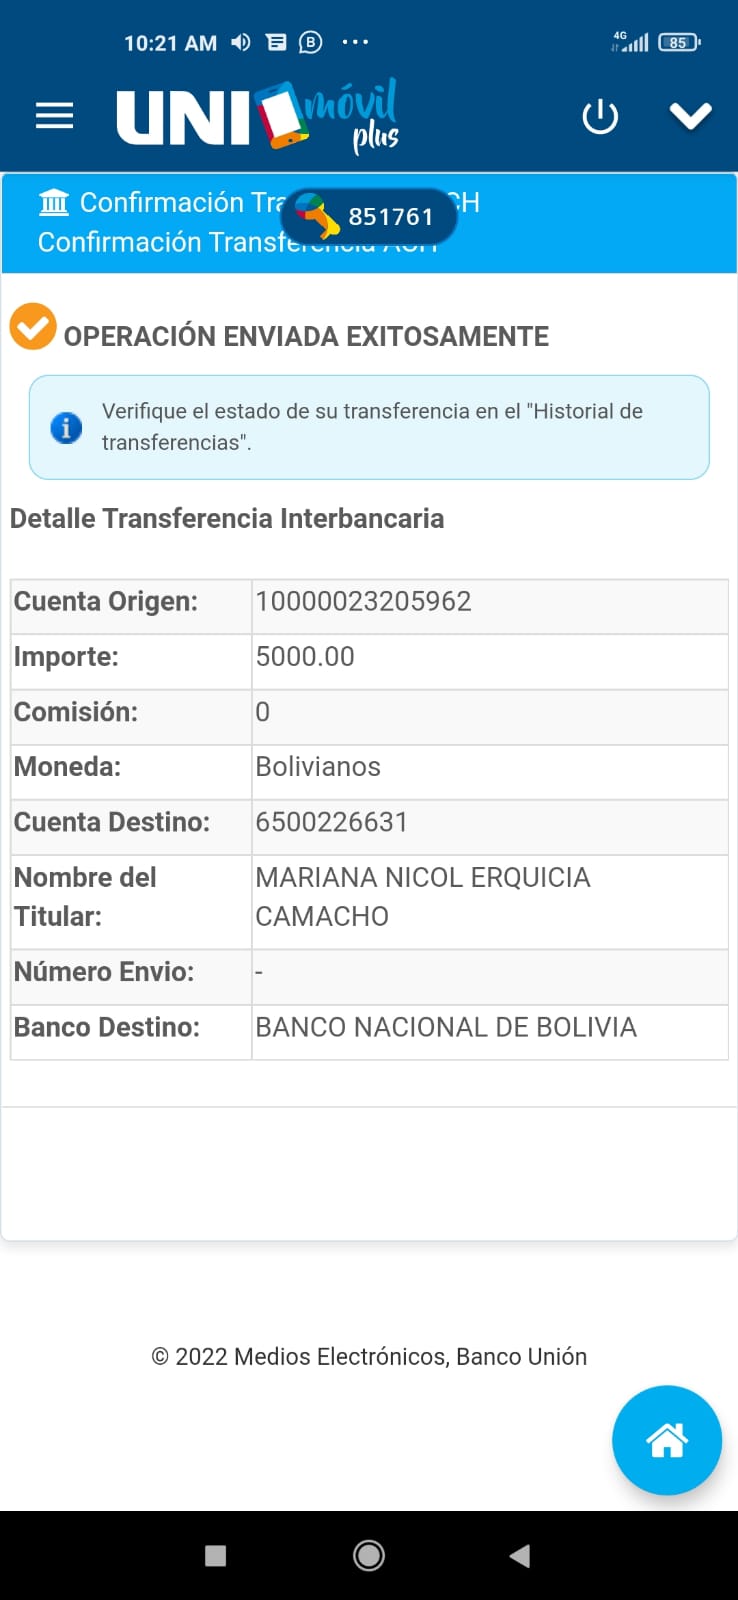 10:21 AM
4G
85
UNI móvil plus
Confirmación Tra CH
851761
Confirmación Transferencia ACH
OPERACIÓN ENVIADA EXITOSAMENTE
Verifique el estado de su transferencia en el "Historial de
transferencias".
Detalle Transferencia Interbancaria
Cuenta Origen: 10000023205962
Importe: 5000.00
Comisión: 0
Moneda: Bolivianos
Cuenta Destino: 6500226631
Nombre del Titular: MARIANA NICOL ERQUICIA
CAMACHO
Número Envio: -
Banco Destino: BANCO NACIONAL DE BOLIVIA
© 2022 Medios Electrónicos, Banco Unión